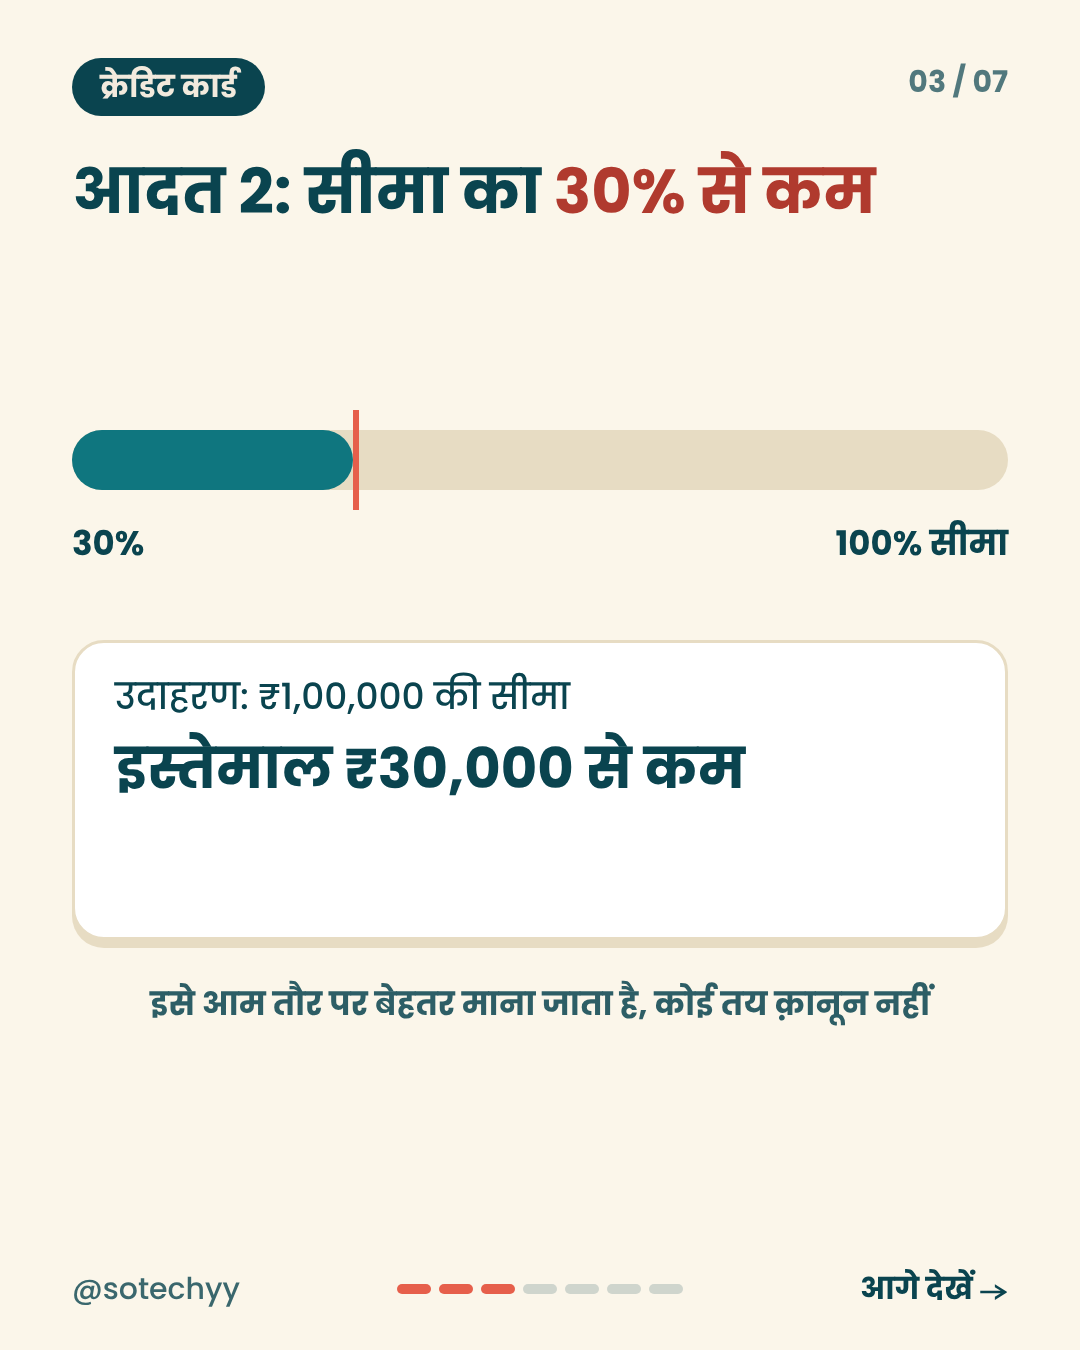 क्रेडिट कार्ड
03 / 07
आदत 2: सीमा का 30% से कम
30%
100% सीमा
उदाहरण: ₹1,00,000 की सीमा
इस्तेमाल ₹30,000 से कम
इसे आम तौर पर बेहतर माना जाता है, कोई तय क़ानून नहीं
@sotechyy
आगे देखें →